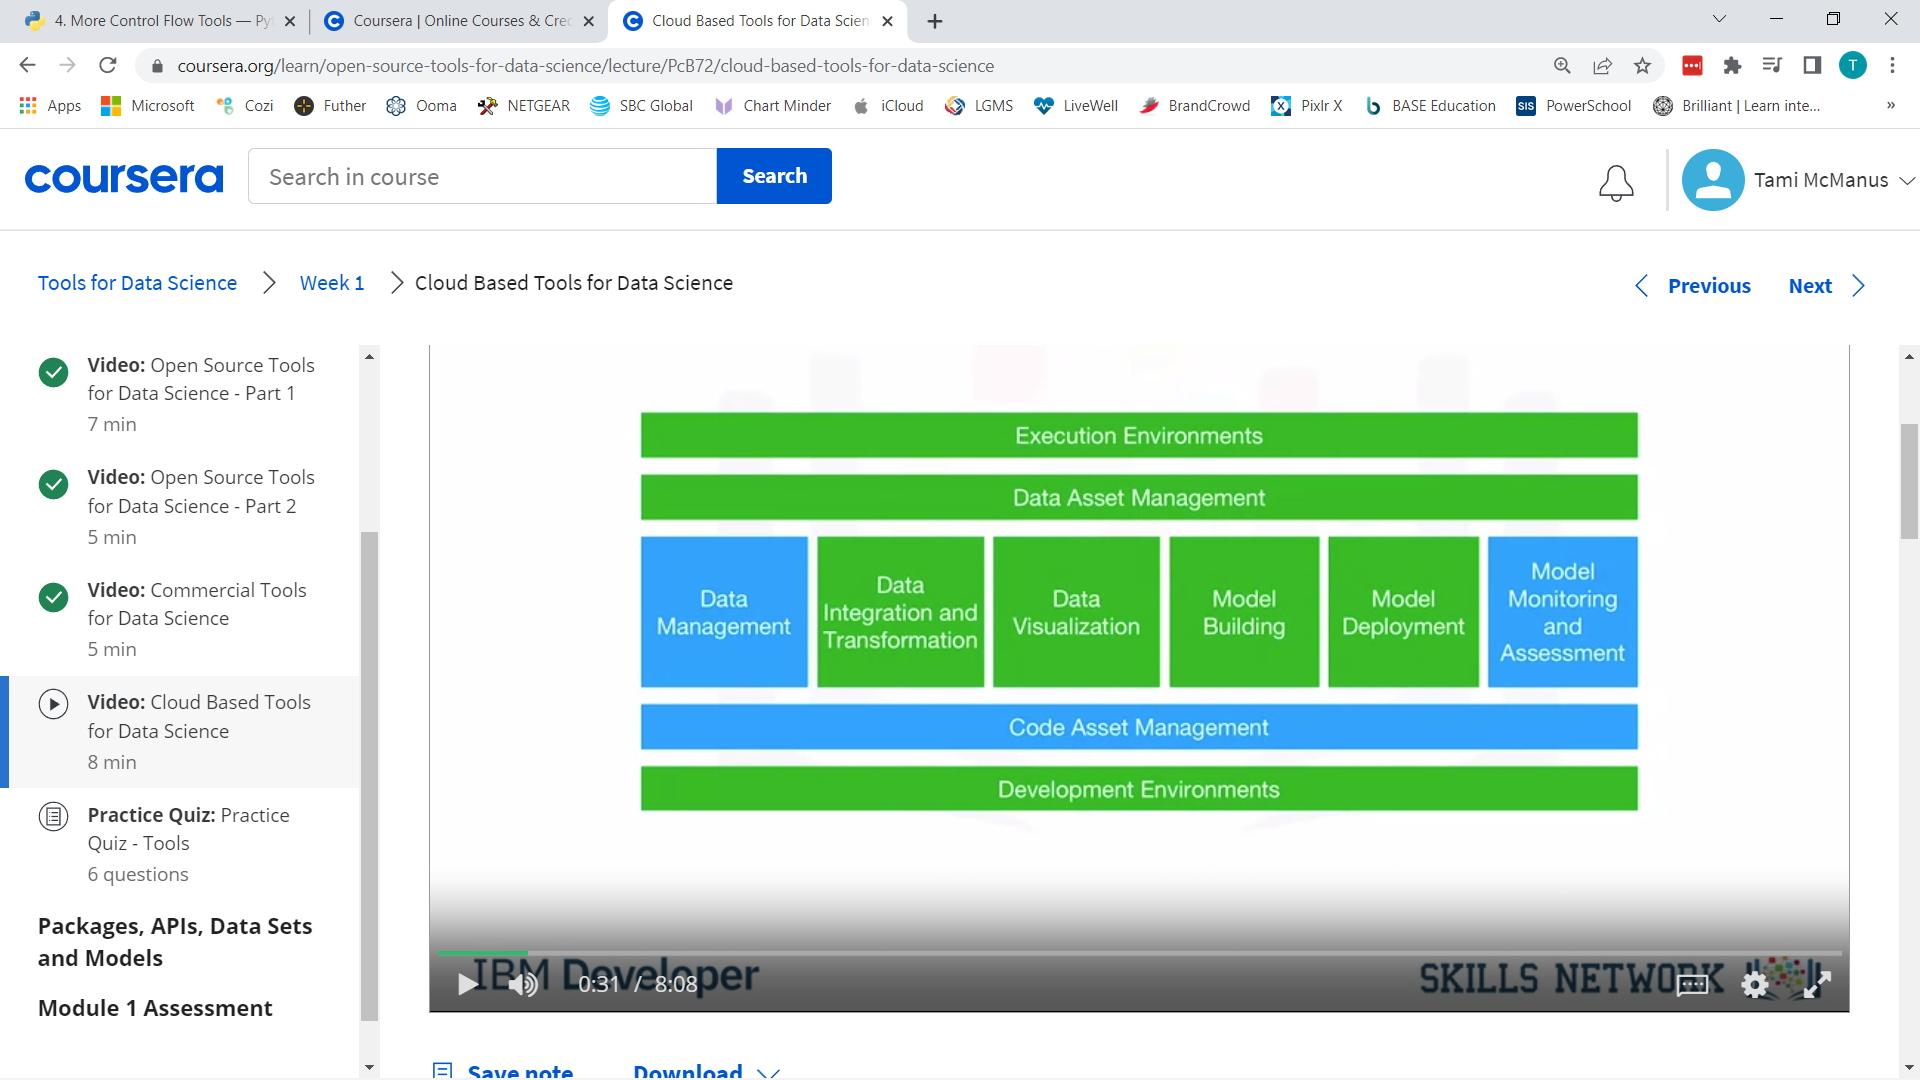 4. More Control Flow Tools — Pyt
Coursera | Online Courses & Cred
Cloud Based Tools for Data Scien
coursera.org/learn/open-source-tools-for-data-science/lecture/PcB72/cloud-based-tools-for-data-science
T
Apps Microsoft Cozi Futher Ooma NETGEAR SBC Global Chart Minder iCloud LGMS LiveWell BrandCrowd Pixlr X BASE Education SIS PowerSchool Brilliant | Learn inte... »
coursera
Search in course
Search
Tami McManus
Tools for Data Science
Week 1
Cloud Based Tools for Data Science
Previous
Next
Video: Open Source Tools
for Data Science - Part 1
7 min
Video: Open Source Tools
for Data Science - Part 2
5 min
Video: Commercial Tools
for Data Science
5 min
Video: Cloud Based Tools
for Data Science
8 min
Practice Quiz: Practice
Quiz - Tools
6 questions
Packages, APIs, Data Sets
and Models
Module 1 Assessment
Execution Environments
Data Asset Management
Data
Management
Data
Integration and
Transformation
Data
Visualization
Model
Building
Model
Deployment
Model
Monitoring
and
Assessment
Code Asset Management
Development Environments
IBM Developer
0:31 / 8:08
SKILLS NETWORK
Save note
Download